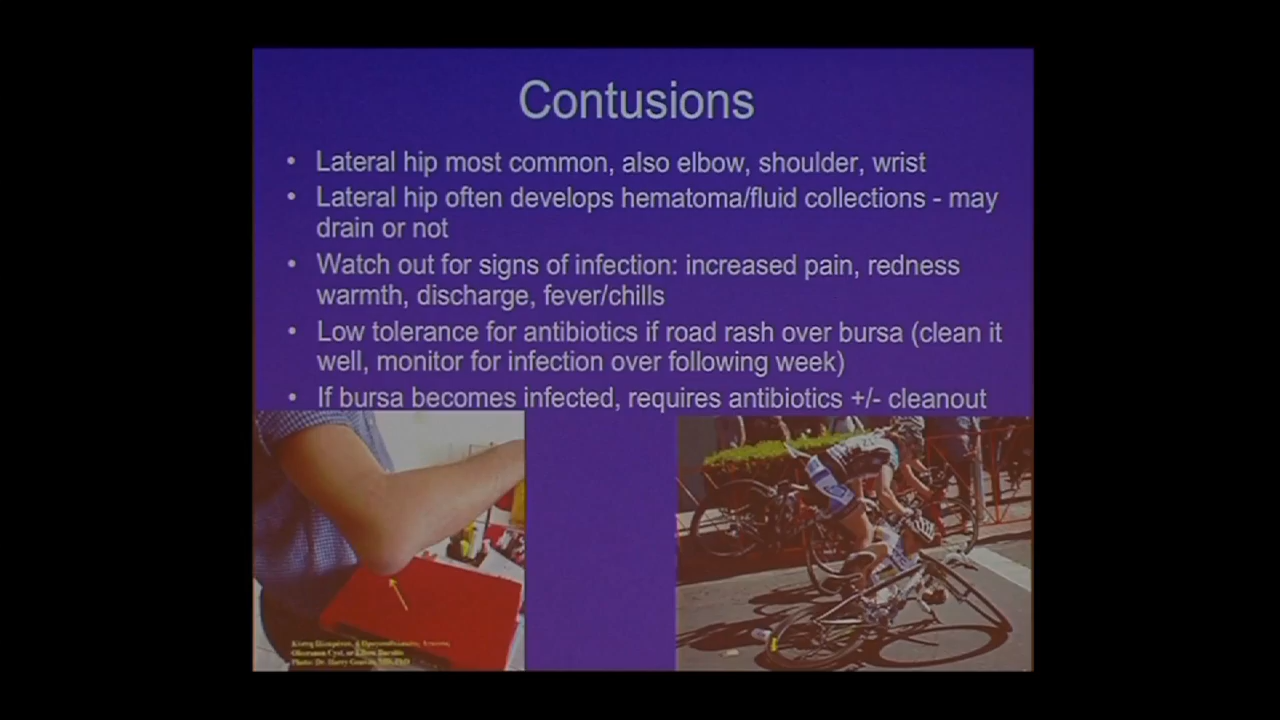 Contusions
• Lateral hip most common, also elbow, shoulder, wrist
• Lateral hip often develops hematoma/fluid collections - may
drain or not
• Watch out for signs of infection: increased pain, redness
warmth, discharge, fever/chills
• Low tolerance for antibiotics if road rash over bursa (clean it
well, monitor for infection over following week)
• If bursa becomes infected, requires antibiotics +/- cleanout
Photo: Dr. Harry